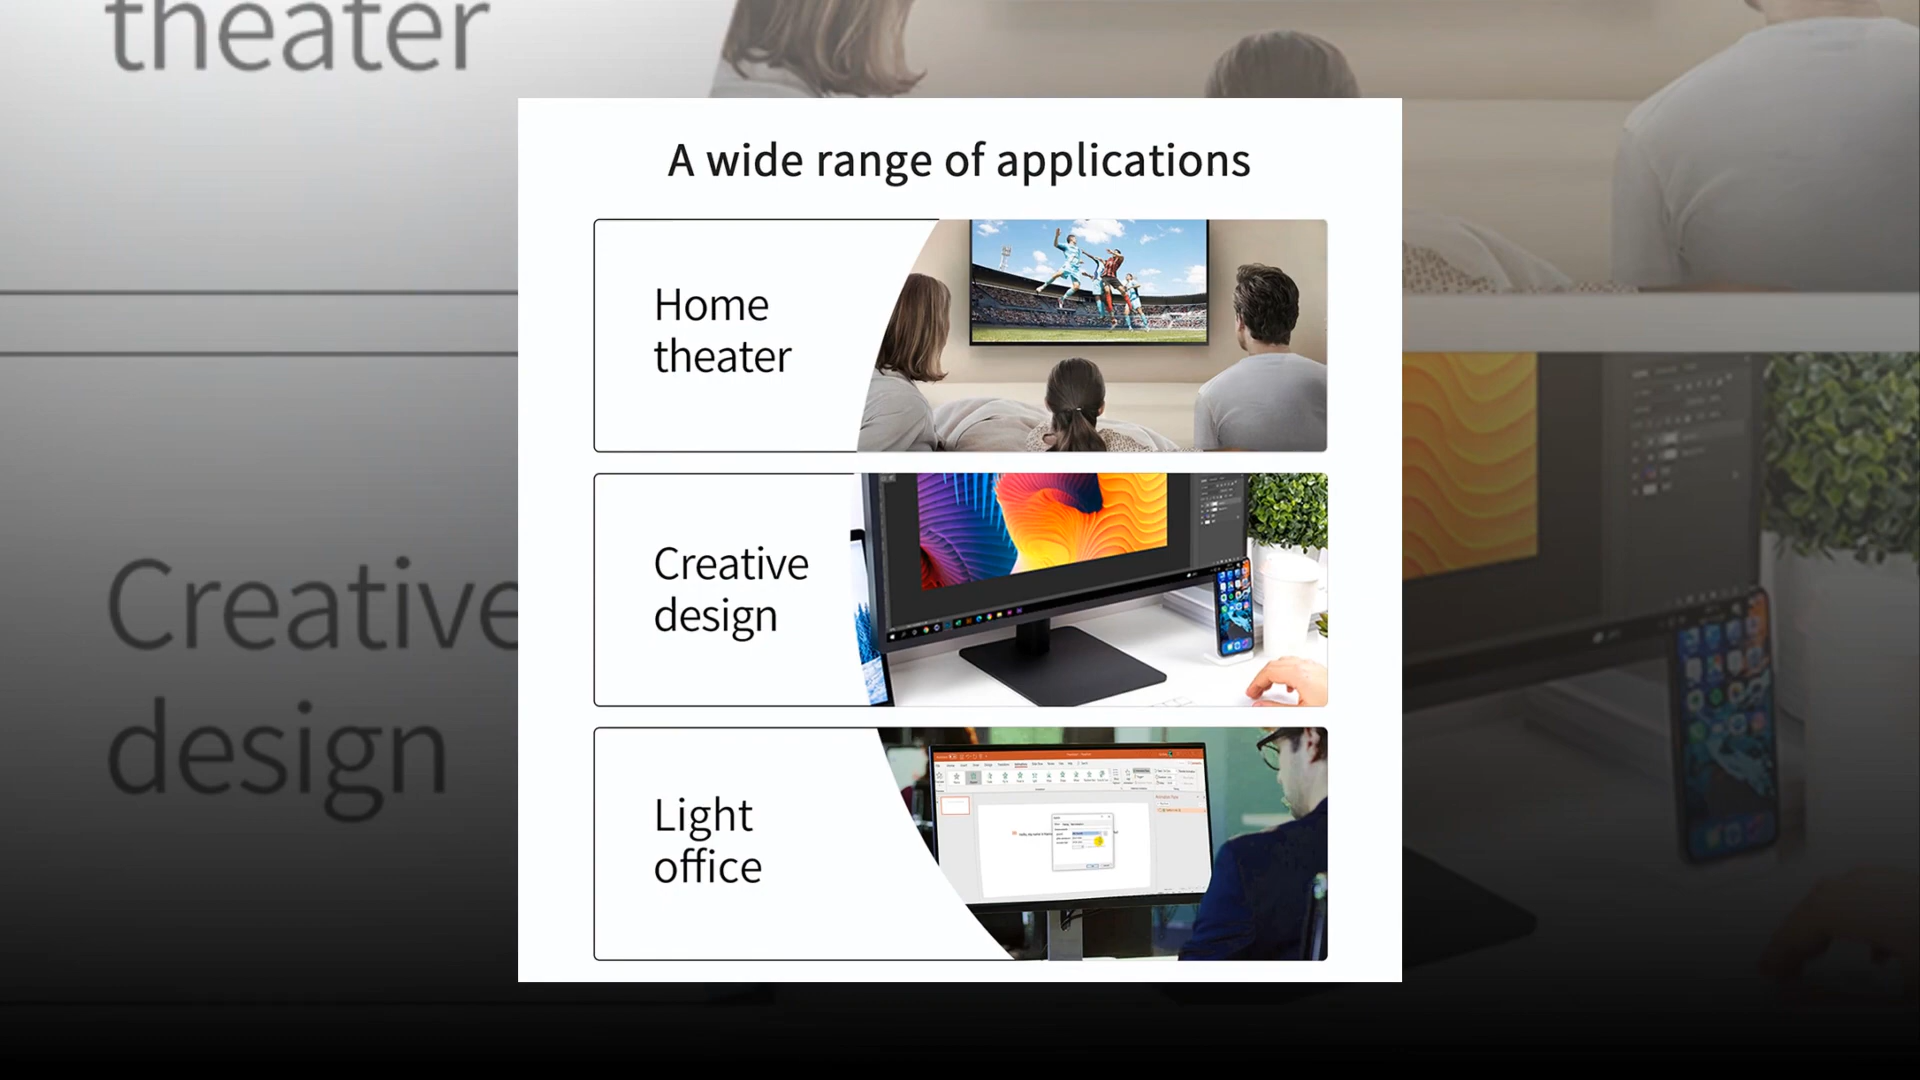 theater
Creative
design
A wide range of applications
Home
theater
Creative
design
Light
office